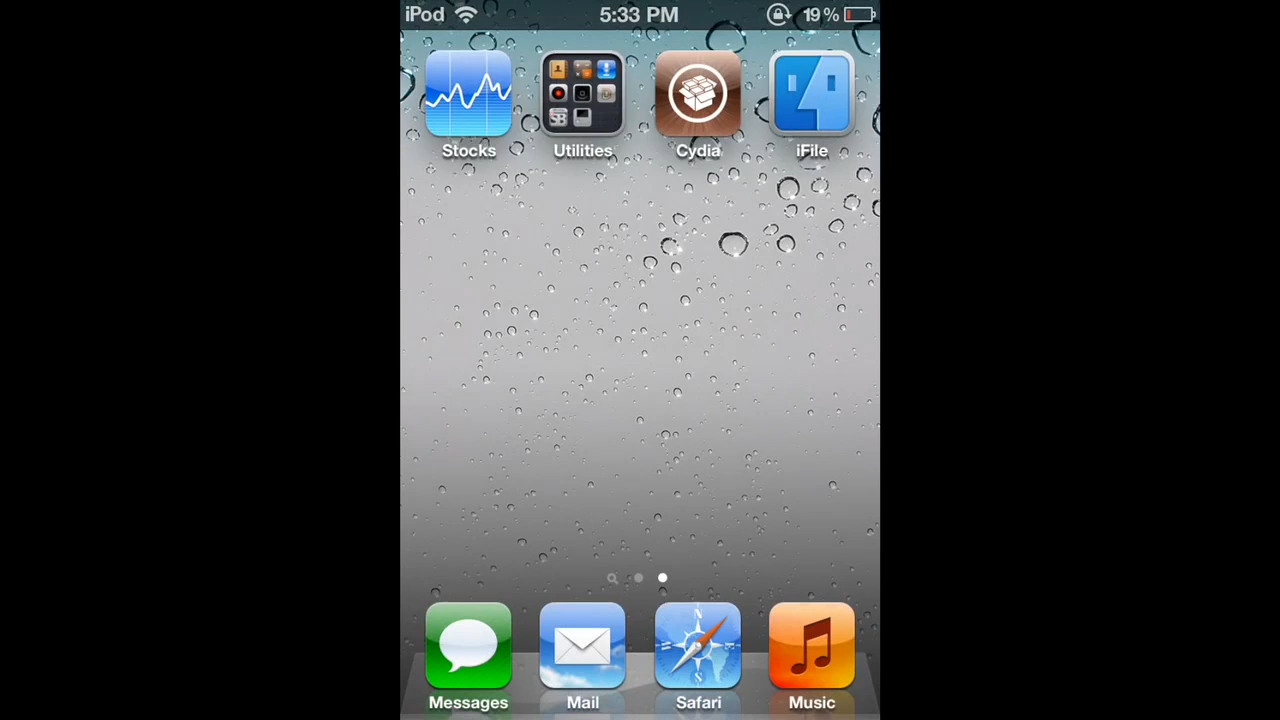 iPod 5:33 PM 19%
Stocks Utilities Cydia iFile
Messages Mail Safari Music